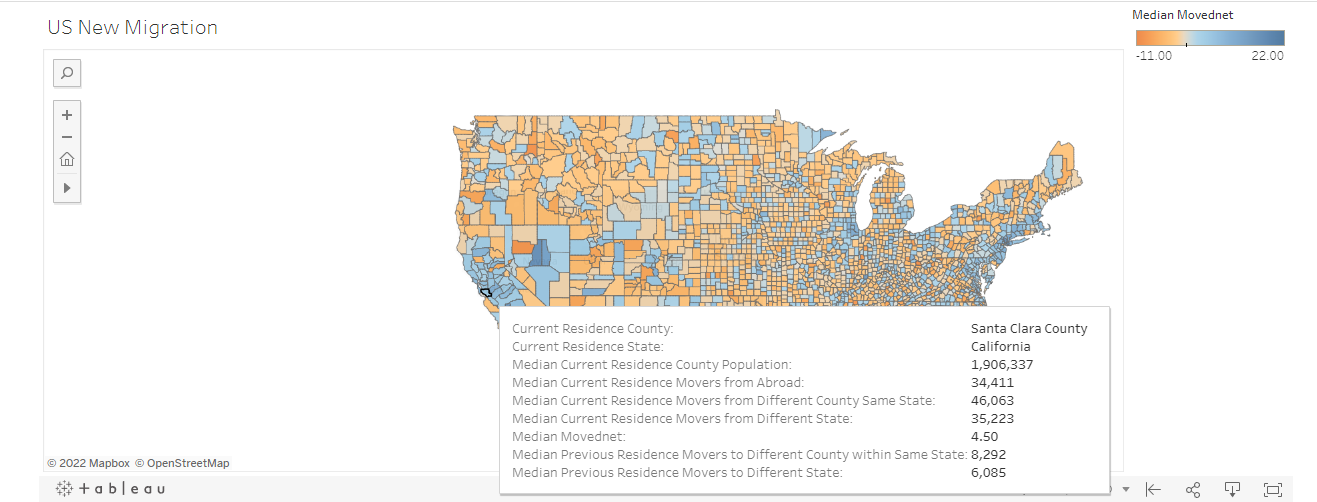 US New Migration
Median Movednet
-11.00 22.00
Current Residence County: Santa Clara County
Current Residence State: California
Median Current Residence County Population: 1,906,337
Median Current Residence Movers from Abroad: 34,411
Median Current Residence Movers from Different County Same State: 46,063
Median Current Residence Movers from Different State: 35,223
Median Movednet: 4.50
Median Previous Residence Movers to Different County within Same State: 8,292
Median Previous Residence Movers to Different State: 6,085
© 2022 Mapbox © OpenStreetMap
+ableau